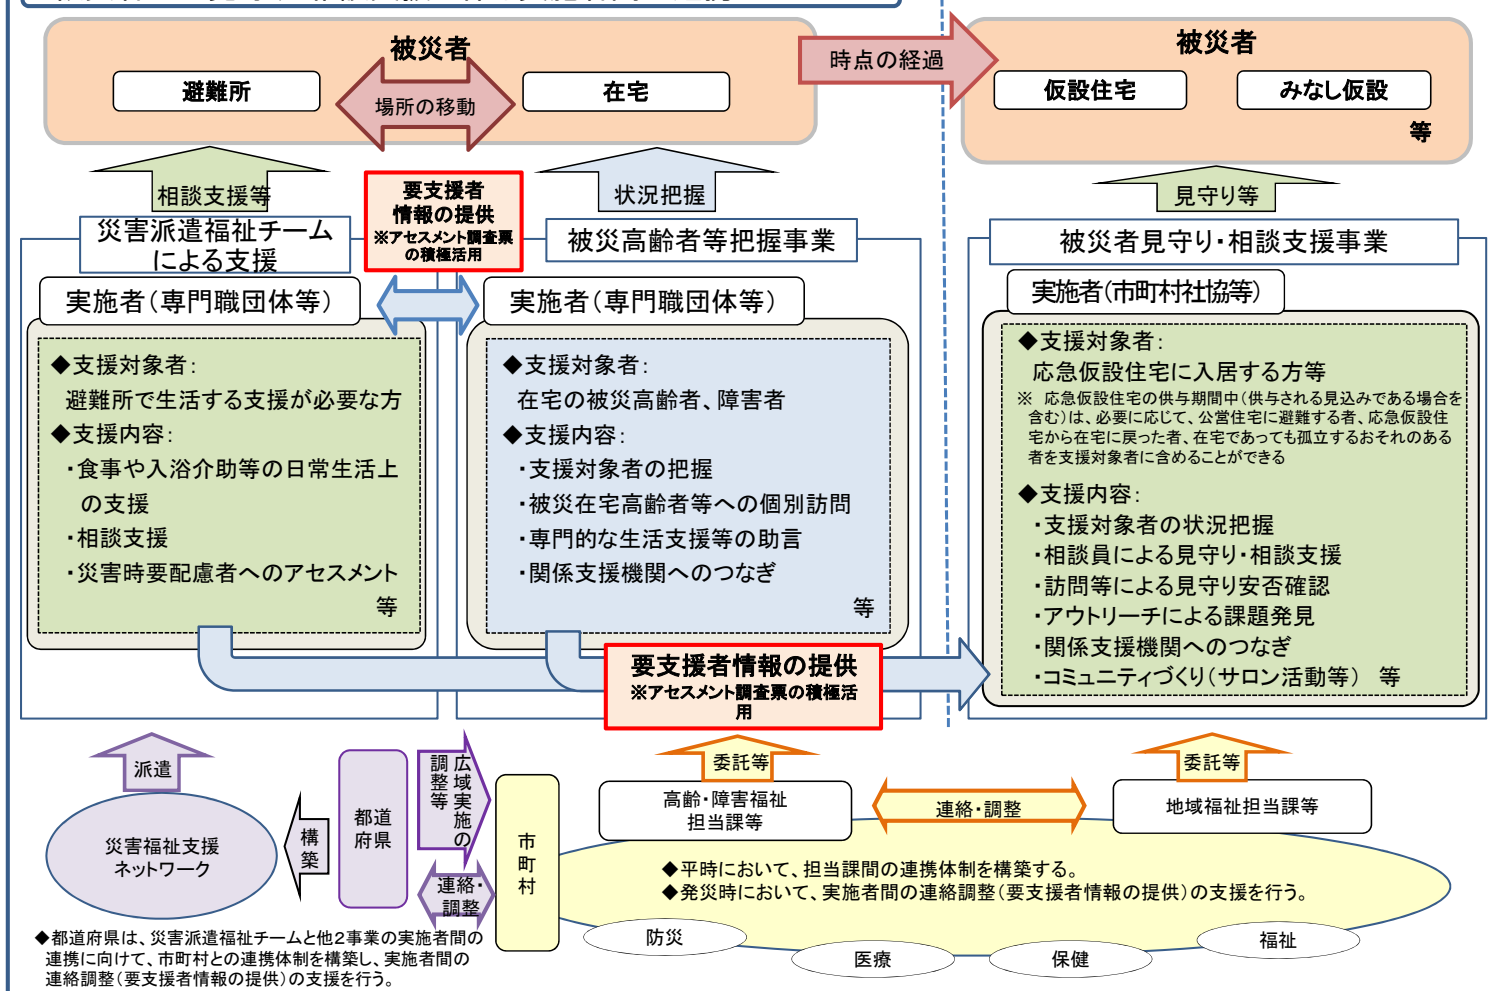 被災者
避難所
場所の移動
在宅
時点の経過
被災者
仮設住宅
みなし仮設
等
相談支援等
要支援者
情報の提供
※アセスメント調査票
の積極活用
状況把握
見守り等
災害派遣福祉チーム
による支援
被災高齢者等把握事業
被災者見守り・相談支援事業
実施者（専門職団体等）
実施者（専門職団体等）
実施者（市町村社協等）
◆支援対象者：
避難所で生活する支援が必要な方
◆支援内容：
・食事や入浴介助等の日常生活上
の支援
・相談支援
・災害時要配慮者へのアセスメント
等
◆支援対象者：
在宅の被災高齢者、障害者
◆支援内容：
・支援対象者の把握
・被災在宅高齢者等への個別訪問
・専門的な生活支援等の助言
・関係支援機関へのつなぎ
等
◆支援対象者：
応急仮設住宅に入居する方等
※ 応急仮設住宅の供与期間中（供与される見込みである場合を
含む）は、必要に応じて、公営住宅に避難する者、応急仮設住
宅から在宅に戻った者、在宅であっても孤立するおそれのある
者を支援対象者に含めることができる
◆支援内容：
・支援対象者の状況把握
・相談員による見守り・相談支援
・訪問等による見守り安否確認
・アウトリーチによる課題発見
・関係支援機関へのつなぎ
・コミュニティづくり（サロン活動等） 等
要支援者情報の提供
※アセスメント調査票の積極活
用
派遣
災害福祉支援
ネットワーク
構築
都道
府県
広域実施の
調整等
連絡・
調整
市町村
委託等
高齢・障害福祉
担当課等
連絡・調整
委託等
地域福祉担当課等
◆平時において、担当課間の連携体制を構築する。
◆発災時において、実施者間の連絡調整（要支援者情報の提供）の支援を行う。
防災
医療
保健
福祉
◆都道府県は、災害派遣福祉チームと他２事業の実施者間の
連携に向けて、市町村との連携体制を構築し、実施者間の
連絡調整（要支援者情報の提供）の支援を行う。